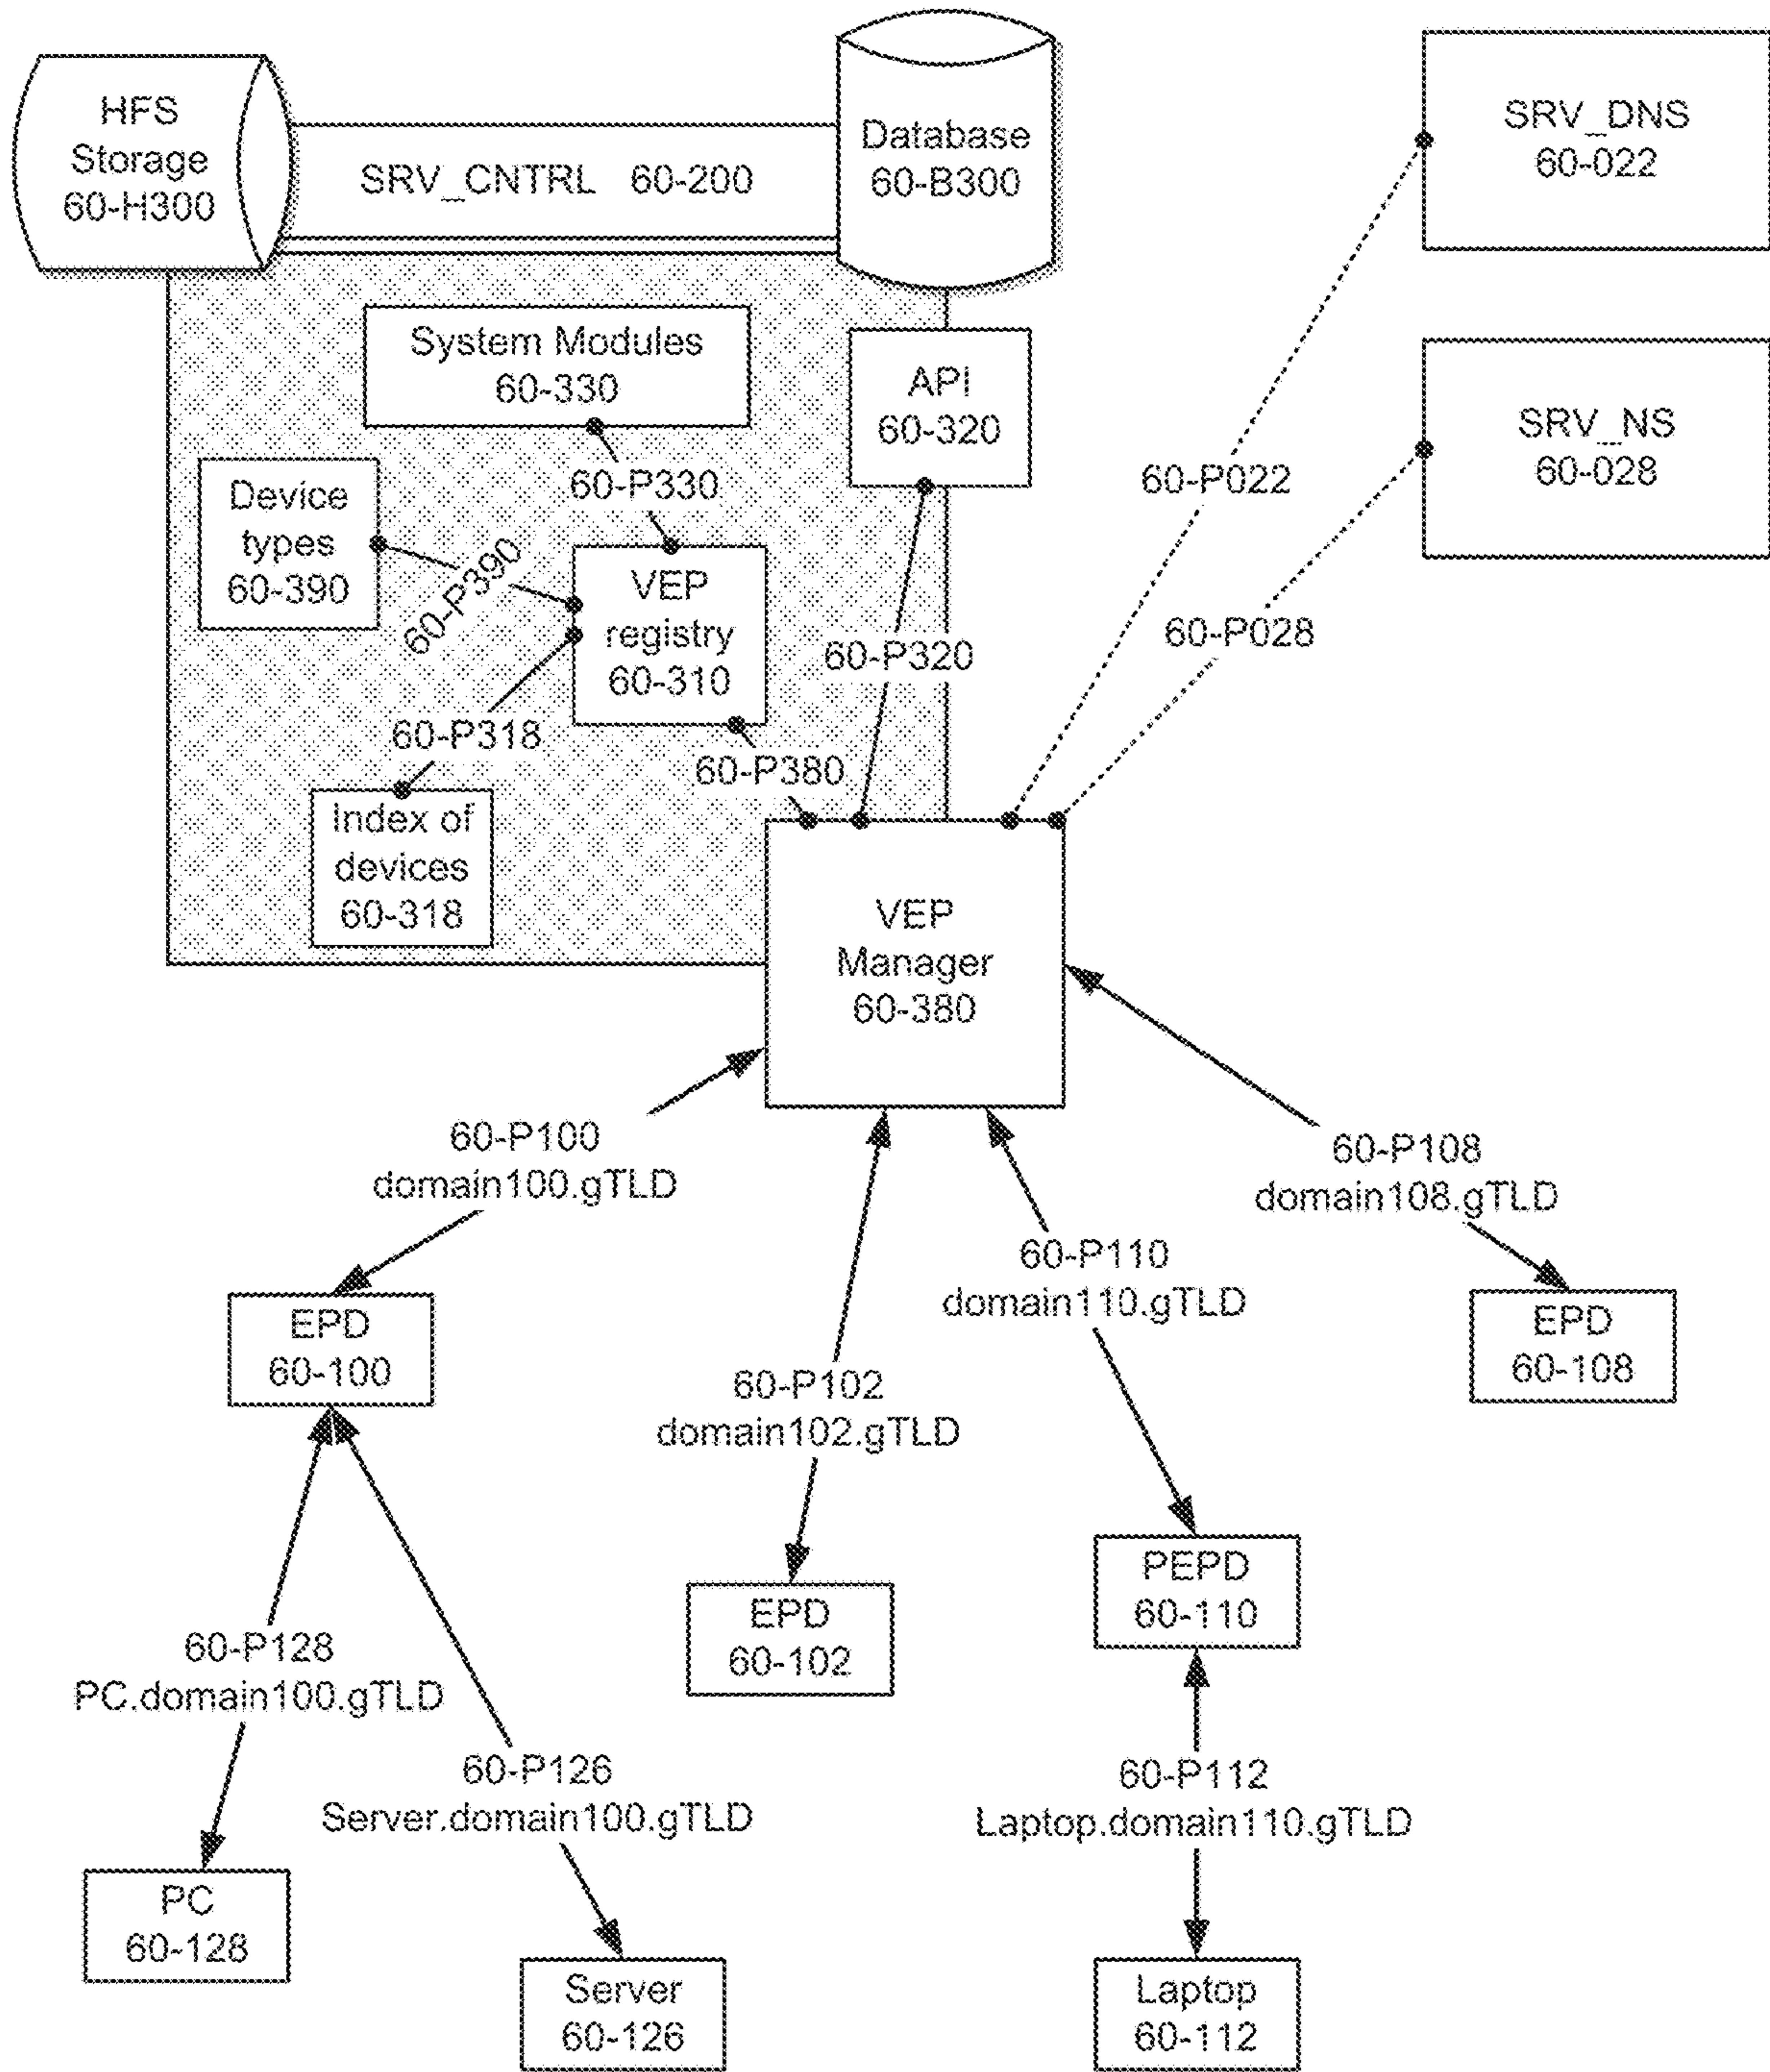 HFS
Storage
60-H300
SRV_CNTRL 60-200
Database
60-B300
SRV_DNS
60-022
System Modules
60-330
API
60-320
SRV_NS
60-028
60-P330
60-P022
Device
types
60-390
60-P390
VEP
registry
60-310
60-P320
60-P028
60-P318
60-P380
Index of
devices
60-318
VEP
Manager
60-380
60-P100
domain100.gTLD
60-P108
domain108.gTLD
60-P110
domain110.gTLD
EPD
60-100
EPD
60-108
60-P102
domain102.gTLD
PEPD
60-110
EPD
60-102
60-P128
PC.domain100.gTLD
60-P126
Server.domain100.gTLD
60-P112
Laptop.domain110.gTLD
PC
60-128
Server
60-126
Laptop
60-112